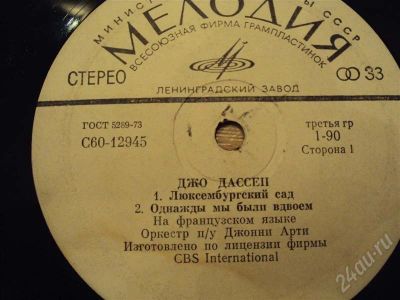 МИНИСТ
Ы СССР
МЕЛОДИЯ
ВСЕСОЮЗНАЯ ФИРМА ГРАМПЛАСТИНОК
СТЕРЕО
33
ЛЕНИНГРАДСКИЙ ЗАВОД
ГОСТ 5289-73
третья гр
С60-12945
1-90
Сторона 1
ДЖО ДАССЕН
1. Люксембургский сад
2. Однажды мы были вдвоем
На французском языке
Оркестр п/у Джонни Арти
Изготовлено по лицензии фирмы
CBS International
24au.ru